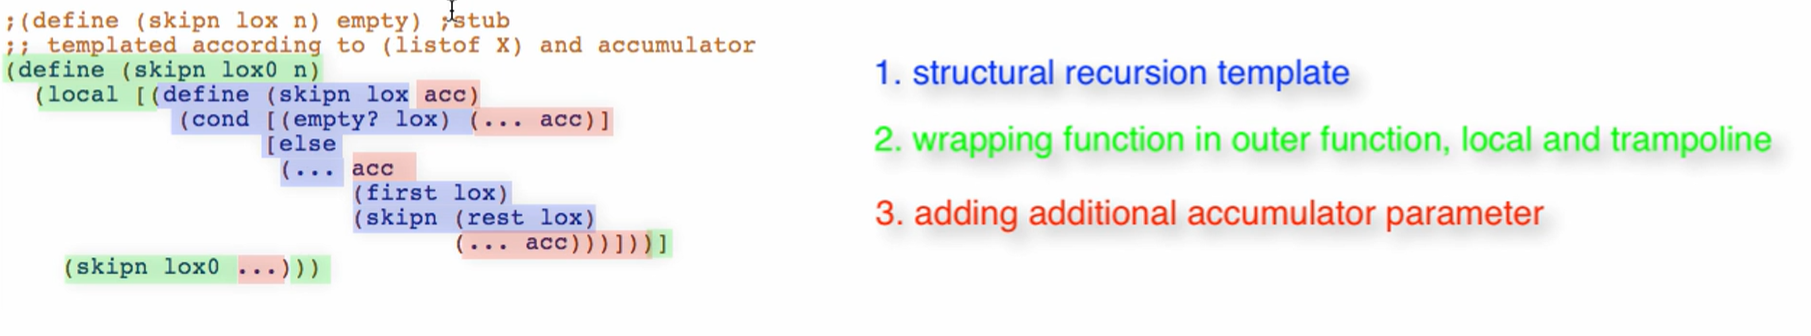 ;(define (skipn lox n) empty) ;stub
;; templated according to (listof X) and accumulator
(define (skipn lox0 n)
(local [(define (skipn lox acc)
(cond [(empty? lox) (... acc)]
[else
(... acc
(first lox)
(skipn (rest lox)
(... acc)))]))]
(skipn lox0 ...)))
1. structural recursion template
2. wrapping function in outer function, local and trampoline
3. adding additional accumulator parameter